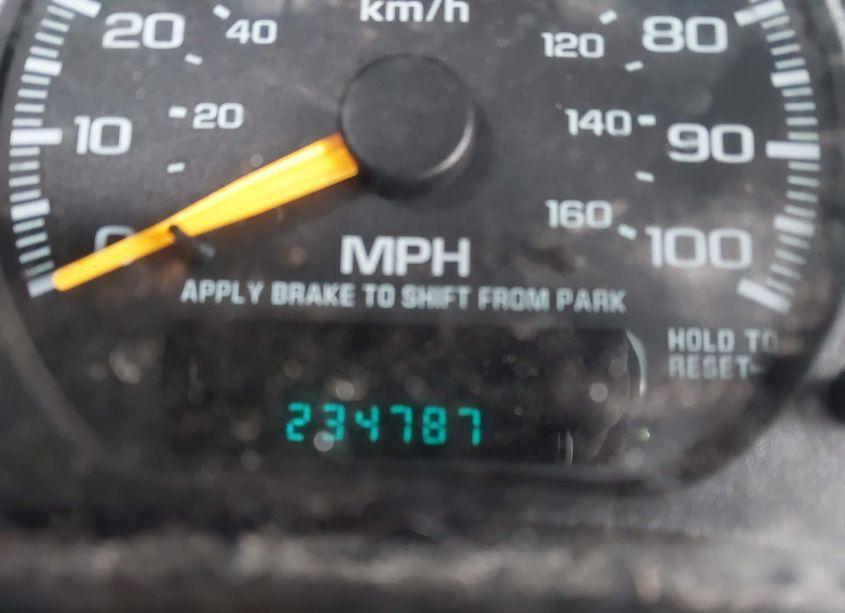 km/h
20 40 120 80
10 20 140 90
0 160 100
MPH
APPLY BRAKE TO SHIFT FROM PARK
HOLD TO
RESET
234787